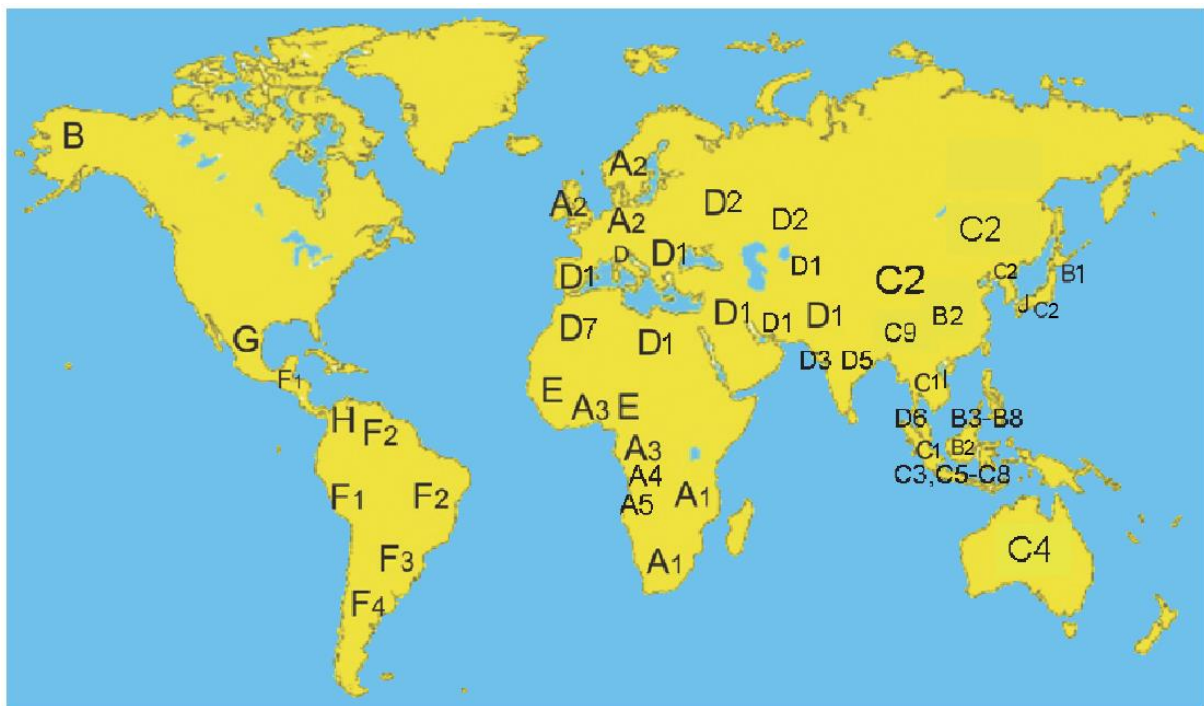 B
A2
A2
A2
D2
D2
C2
D
D1
D1
D1
C2
C2
B1
J
C2
G
D7
D1
D1
D1
D1
C9
B2
F1
D3
D5
C1
I
E
A3
E
H
F2
D6
B3-B8
A3
C1
B2
A4
C3,C5-C8
F1
F2
A5
A1
F3
A1
C4
F4